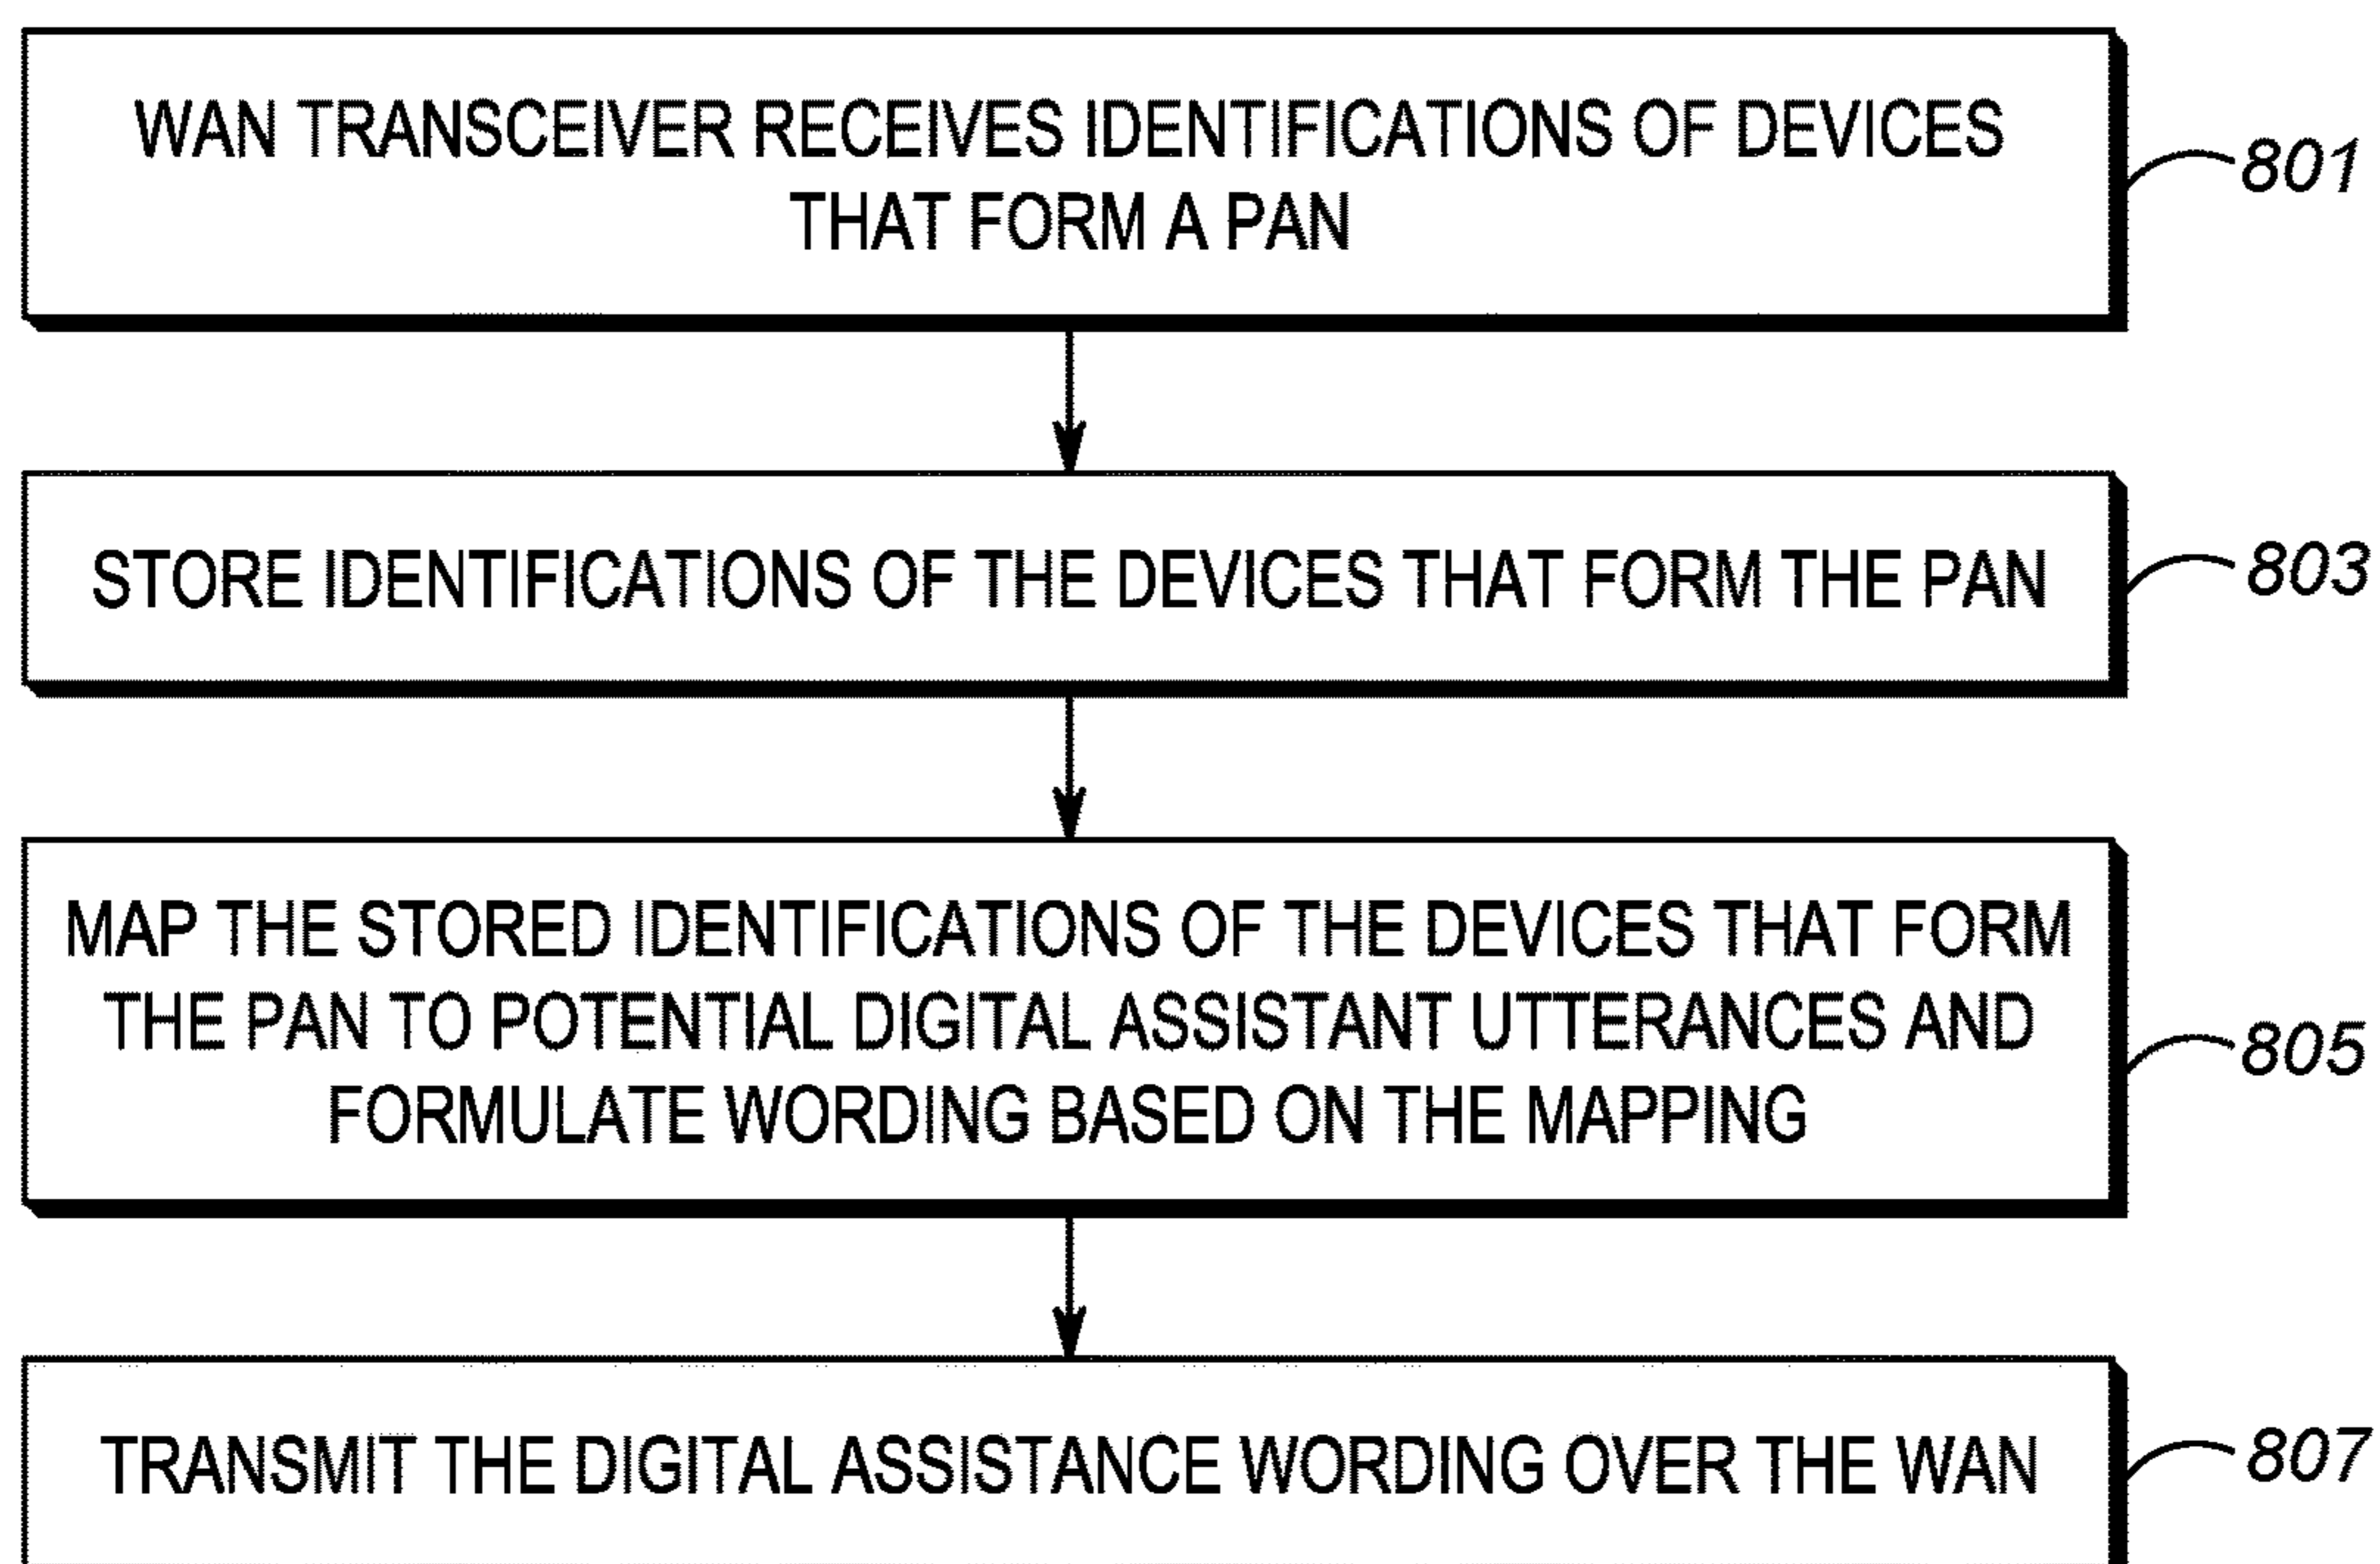 WAN TRANSCEIVER RECEIVES IDENTIFICATIONS OF DEVICES
THAT FORM A PAN
801
STORE IDENTIFICATIONS OF THE DEVICES THAT FORM THE PAN
803
MAP THE STORED IDENTIFICATIONS OF THE DEVICES THAT FORM
THE PAN TO POTENTIAL DIGITAL ASSISTANT UTTERANCES AND
FORMULATE WORDING BASED ON THE MAPPING
805
TRANSMIT THE DIGITAL ASSISTANCE WORDING OVER THE WAN
807